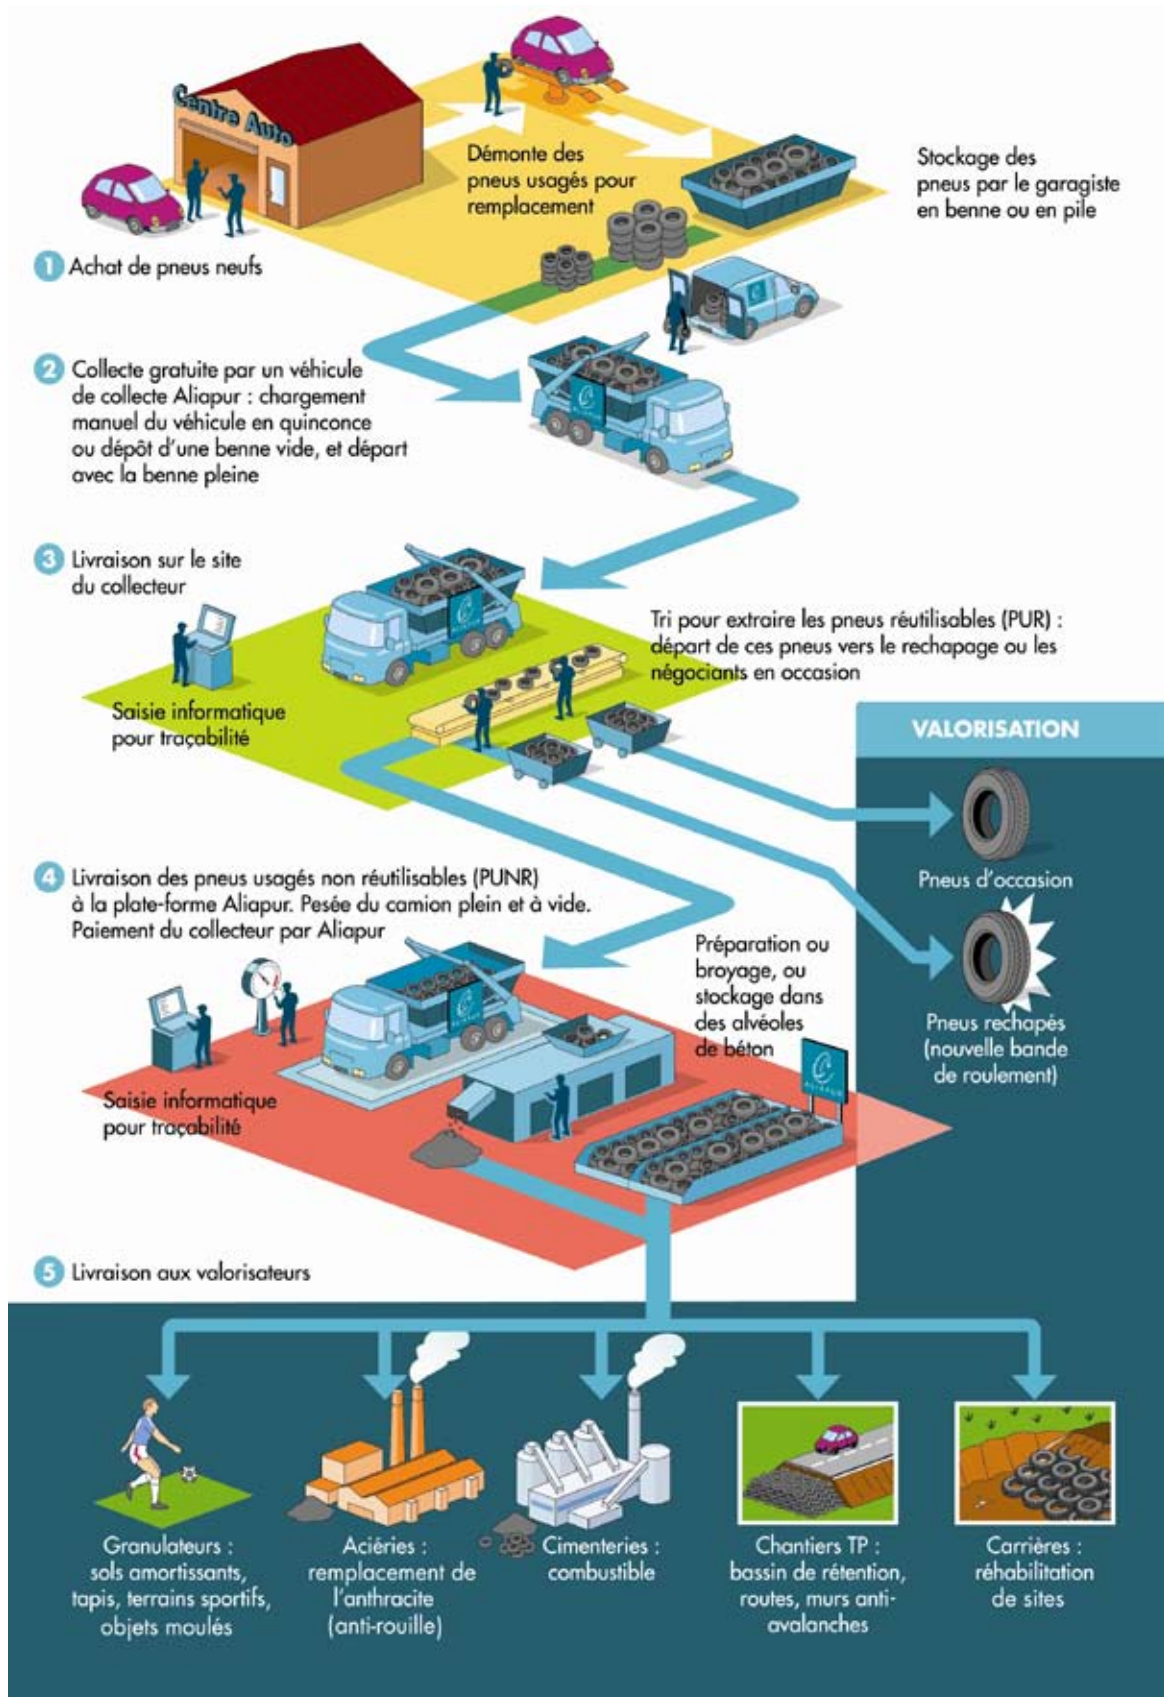 Centre Auto
Démonte des
pneus usagés pour
remplacement
Stockage des
pneus par le garagiste
en benne ou en pile
1 Achat de pneus neufs
2 Collecte gratuite par un véhicule
de collecte Aliapur : chargement
manuel du véhicule en quinconce
ou dépôt d'une benne vide, et départ
avec la benne pleine
ALIAPUR
3 Livraison sur le site
du collecteur
ALIAPUR
Tri pour extraire les pneus réutilisables (PUR) :
départ de ces pneus vers le rechapage ou les
négociants en occasion
Saisie informatique
pour traçabilité
VALORISATION
Pneus d'occasion
4 Livraison des pneus usagés non réutilisables (PUNR)
à la plate-forme Aliapur. Pesée du camion plein et à vide.
Paiement du collecteur par Aliapur
Préparation ou
broyage, ou
stockage dans
des alvéoles
de béton
Pneus rechapés
(nouvelle bande
de roulement)
ALIAPUR
ALIAPUR
Saisie informatique
pour traçabilité
5 Livraison aux valorisateurs
Granulateurs :
sols amortissants,
tapis, terrains sportifs,
objets moulés
Aciéries :
remplacement de
l'anthracite
(anti-rouille)
Cimenteries :
combustible
Chantiers TP :
bassin de rétention,
routes, murs anti-
avalanches
Carrières :
réhabilitation
de sites